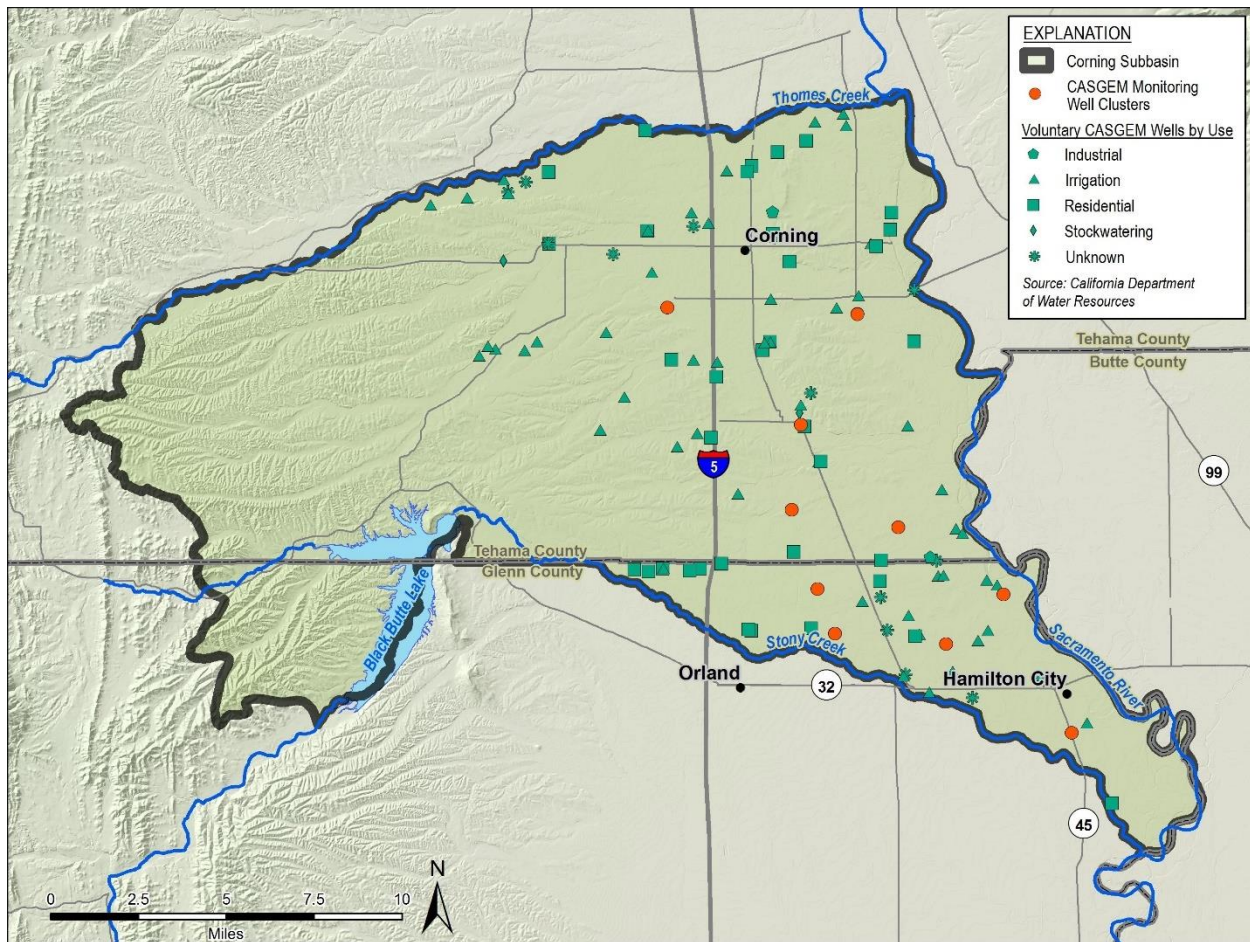 EXPLANATION
Corning Subbasin
CASGEM Monitoring
Well Clusters
Voluntary CASGEM Wells by Use
Industrial
Irrigation
Residential
Stockwatering
Unknown
Source: California Department
of Water Resources
Thomes Creek
Corning
Tehama County
Butte County
5
99
Tehama County
Glenn County
Black Butte Lake
Stony Creek
Sacramento River
Orland
32
Hamilton City
45
0 2.5 5 7.5 10
Miles
N